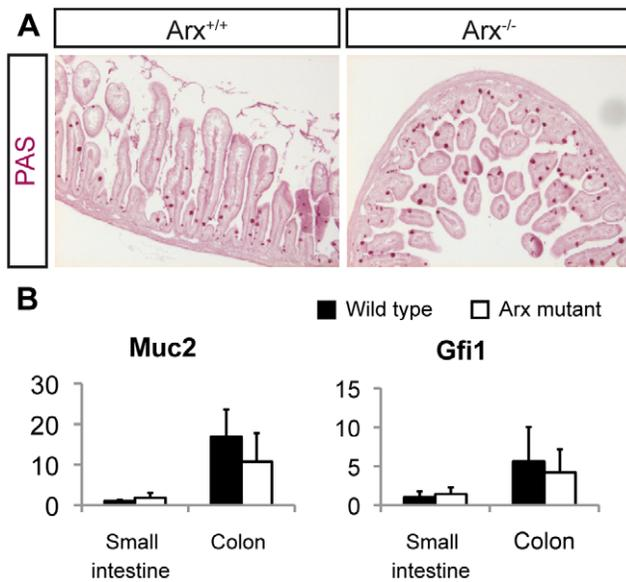 A
Arx+/+
Arx-/-
PAS
B
Wild type
Arx mutant
Muc2
Gfi1
30
20
10
0
Small
intestine
Colon
15
10
5
0
Small
intestine
Colon